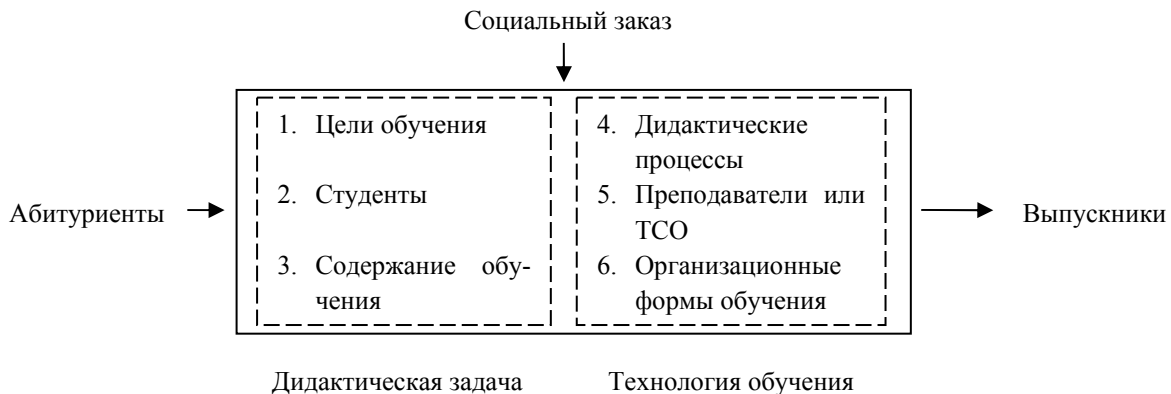 Социальный заказ
1. Цели обучения
2. Студенты
3. Содержание обу-
чения
4. Дидактические
процессы
5. Преподаватели или
ТСО
6. Организационные
формы обучения
Абитуриенты
Выпускники
Дидактическая задача
Технология обучения